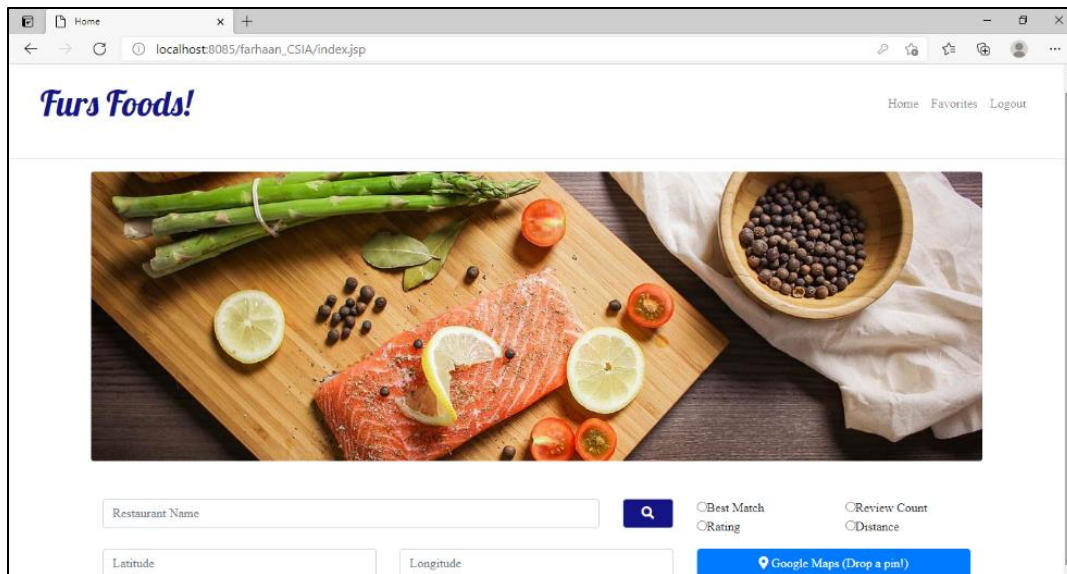 Home
localhost:8085/farhaan_CSIA/index.jsp
Furs Foods!
Home Favorites Logout
Restaurant Name
Best Match Review Count
Rating Distance
Latitude Longitude Google Maps (Drop a pin!)